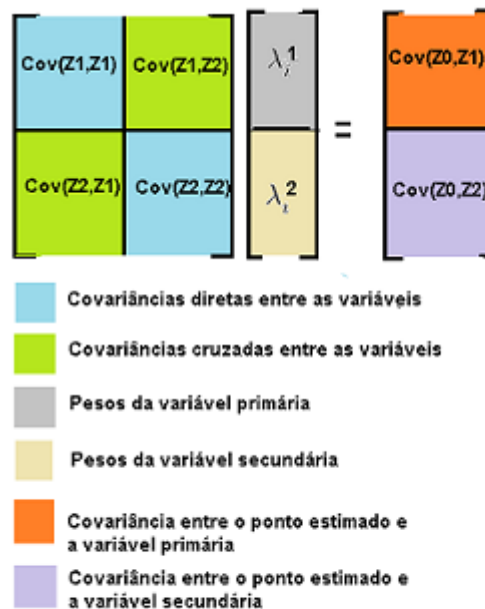 Cov(Z1,Z1) Cov(Z1,Z2) λj1 = Cov(Z0,Z1)
Cov(Z2,Z1) Cov(Z2,Z2) λi2 Cov(Z0,Z2)
Covariâncias diretas entre as variáveis
Covariâncias cruzadas entre as variáveis
Pesos da variável primária
Pesos da variável secundária
Covariância entre o ponto estimado e
a variável primária
Covariância entre o ponto estimado e
a variável secundária